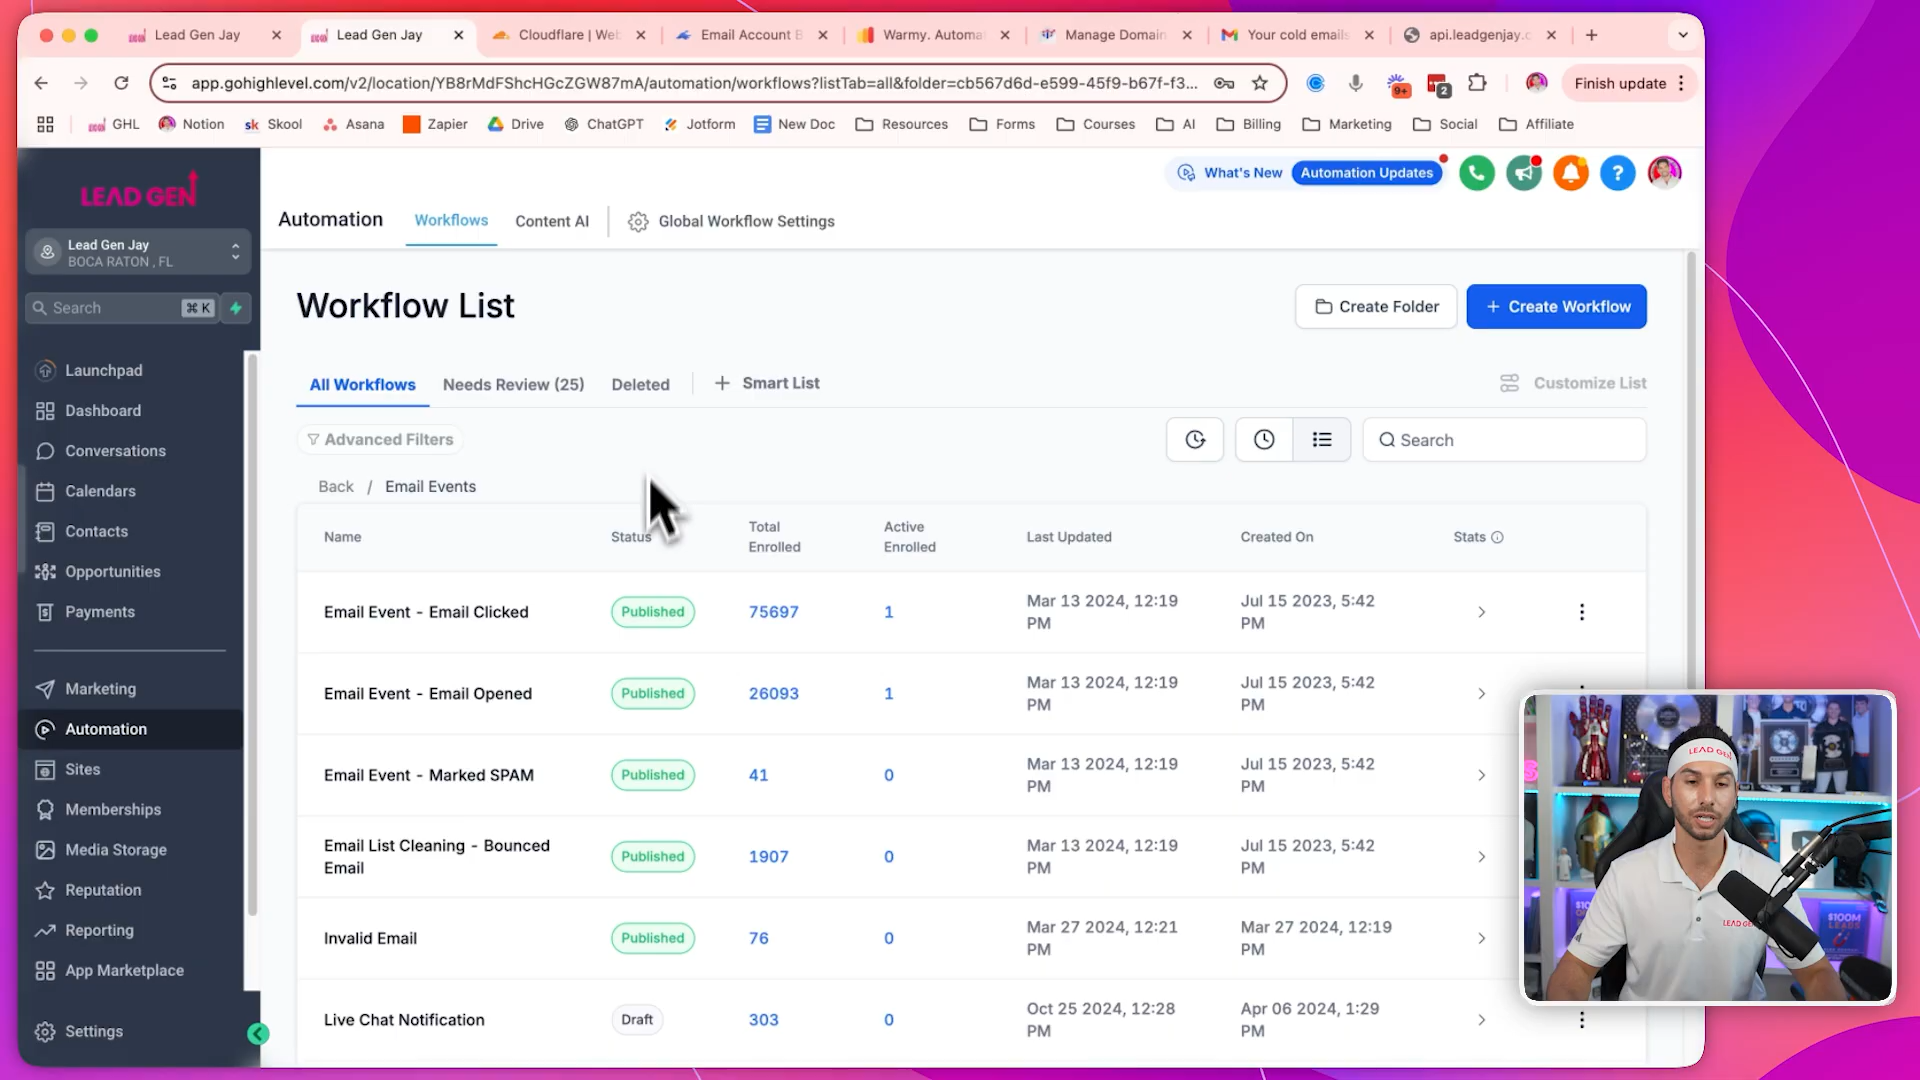 Lead Gen Jay
Lead Gen Jay
Cloudflare | Web
Email Account B
Warmy. Automa
Manage Domain
Your cold emails
api.leadgenjay.c
app.gohighlevel.com/v2/location/YB8rMdFShcHGcZGW87mA/automation/workflows?listTab=all&folder=cb567d6d-e599-45f9-b67f-f3...
9+
2
Finish update
GHL
Notion
sk Skool
Asana
Zapier
Drive
ChatGPT
Jotform
New Doc
Resources
Forms
Courses
AI
Billing
Marketing
Social
Affiliate
LEAD GEN
Lead Gen Jay
BOCA RATON , FL
Search
⌘ K
Launchpad
Dashboard
Conversations
Calendars
Contacts
Opportunities
Payments
Marketing
Automation
Sites
Memberships
Media Storage
Reputation
Reporting
App Marketplace
Settings
What's New
Automation Updates
Automation
Workflows
Content AI
Global Workflow Settings
Workflow List
Create Folder
+ Create Workflow
All Workflows
Needs Review (25)
Deleted
+ Smart List
Customize List
Advanced Filters
Search
Back / Email Events
Name
Status
Total
Enrolled
Active
Enrolled
Last Updated
Created On
Stats
Email Event - Email Clicked
Published
75697
1
Mar 13 2024, 12:19
PM
Jul 15 2023, 5:42
PM
Email Event - Email Opened
Published
26093
1
Mar 13 2024, 12:19
PM
Jul 15 2023, 5:42
PM
Email Event - Marked SPAM
Published
41
0
Mar 13 2024, 12:19
PM
Jul 15 2023, 5:42
PM
Email List Cleaning - Bounced
Email
Published
1907
0
Mar 13 2024, 12:19
PM
Jul 15 2023, 5:42
PM
Invalid Email
Published
76
0
Mar 27 2024, 12:21
PM
Mar 27 2024, 12:19
PM
Live Chat Notification
Draft
303
0
Oct 25 2024, 12:28
PM
Apr 06 2024, 1:29
PM
LEAD GEN
LEAD GEN
$100M
LEADS